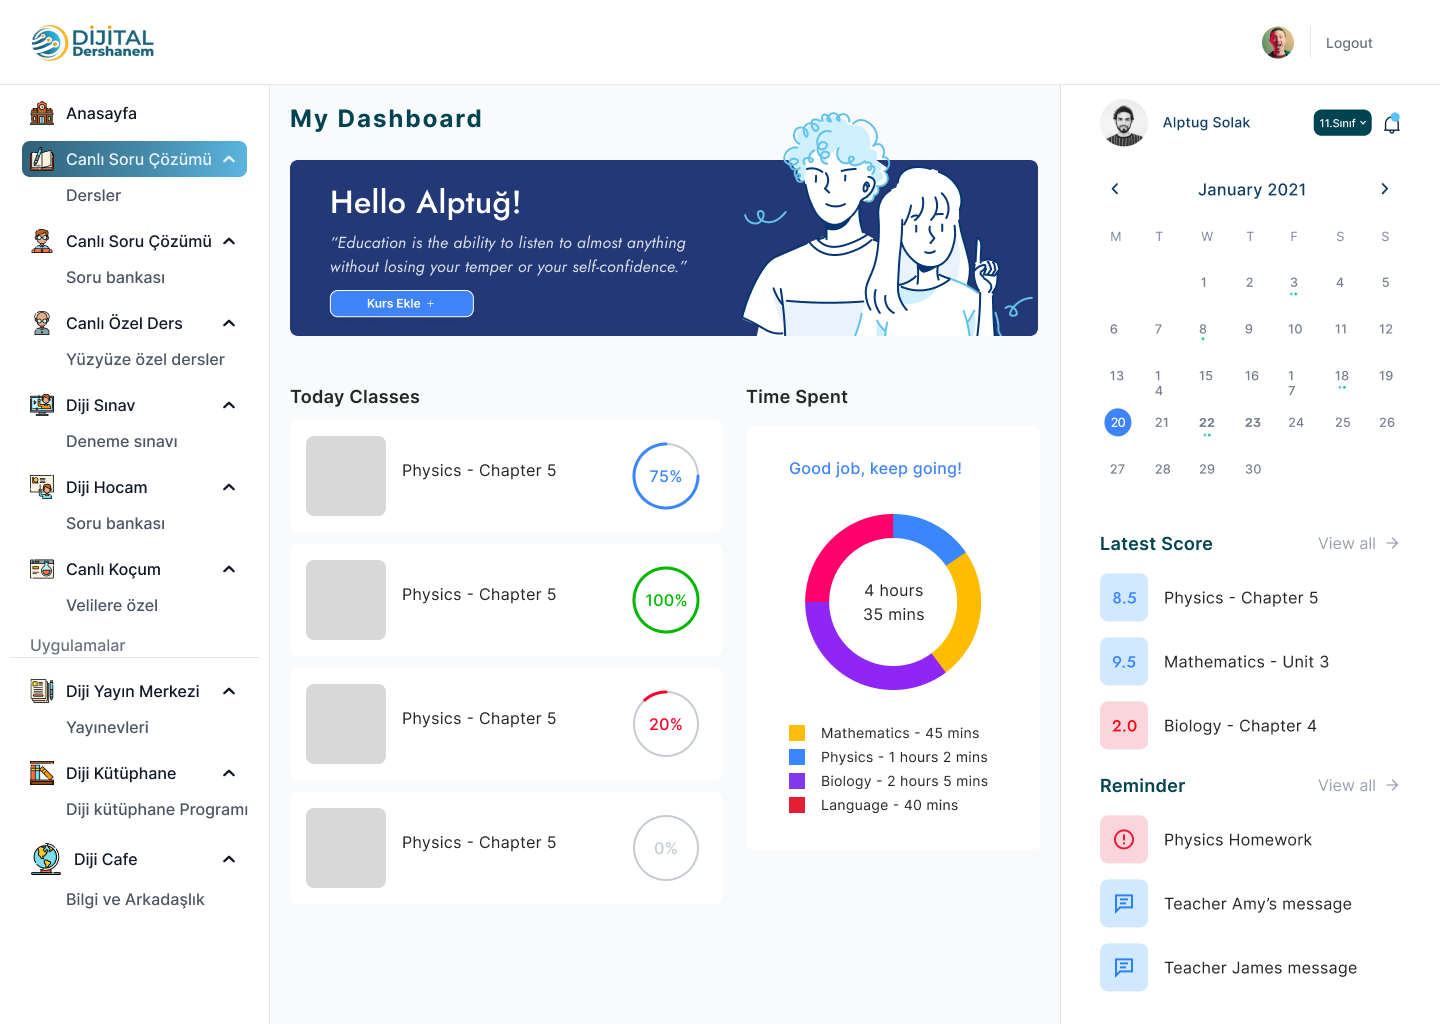 DİJİTAL
Dershanem
Logout
Anasayfa
Canlı Soru Çözümü
Dersler
Canlı Soru Çözümü
Soru bankası
Canlı Özel Ders
Yüzyüze özel dersler
Diji Sınav
Deneme sınavı
Diji Hocam
Soru bankası
Canlı Koçum
Velilere özel
Uygulamalar
Diji Yayın Merkezi
Yayınevleri
Diji Kütüphane
Diji kütüphane Programı
Diji Cafe
Bilgi ve Arkadaşlık
My Dashboard
Hello Alptuğ!
“Education is the ability to listen to almost anything
without losing your temper or your self-confidence.”
Kurs Ekle +
Today Classes
Physics - Chapter 5
75%
Physics - Chapter 5
100%
Physics - Chapter 5
20%
Physics - Chapter 5
0%
Time Spent
Good job, keep going!
4 hours
35 mins
Mathematics - 45 mins
Physics - 1 hours 2 mins
Biology - 2 hours 5 mins
Language - 40 mins
Alptug Solak
11.Sınıf
January 2021
M T W T F S S
1 2 3 4 5
6 7 8 9 10 11 12
13 14 15 16 17 18 19
20 21 22 23 24 25 26
27 28 29 30
Latest Score
View all
8.5 Physics - Chapter 5
9.5 Mathematics - Unit 3
2.0 Biology - Chapter 4
Reminder
View all
Physics Homework
Teacher Amy’s message
Teacher James message